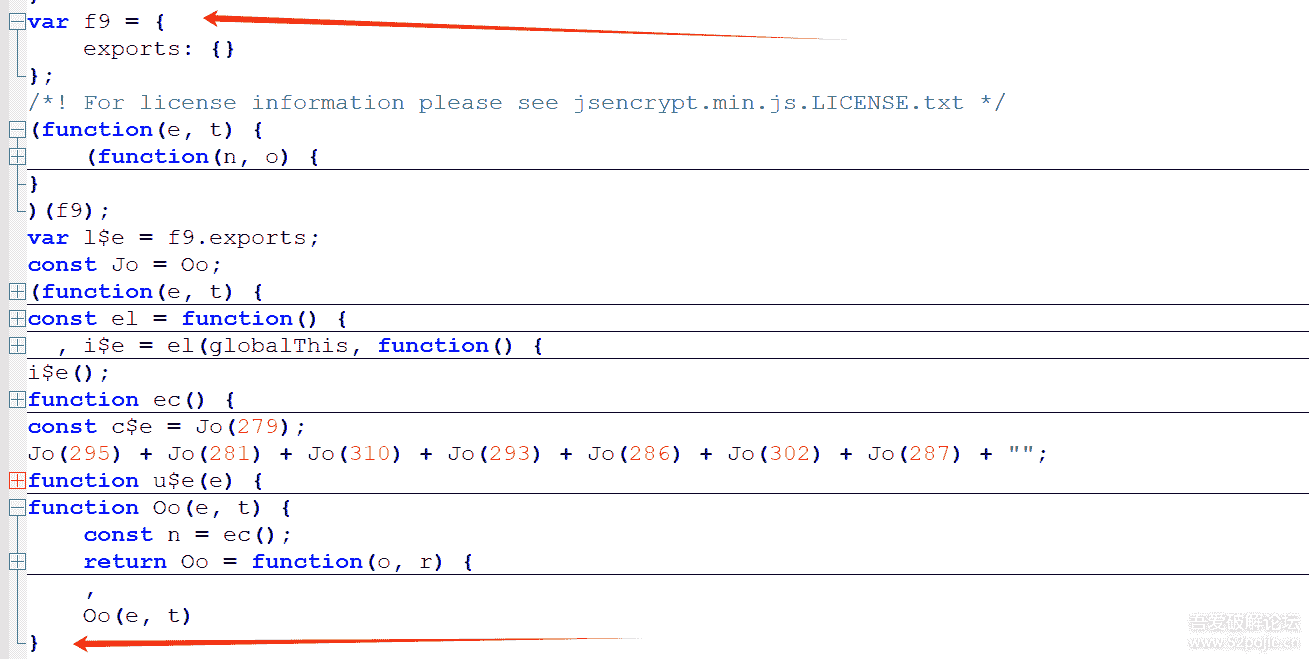 var f9 = {
    exports: {}
};
/*! For license information please see jsencrypt.min.js.LICENSE.txt */
(function(e, t) {
    (function(n, o) {
}
)(f9);
var l$e = f9.exports;
const Jo = Oo;
(function(e, t) {
const el = function() {
  , i$e = el(globalThis, function() {
i$e();
function ec() {
const c$e = Jo(279);
Jo(295) + Jo(281) + Jo(310) + Jo(293) + Jo(286) + Jo(302) + Jo(287) + "";
function u$e(e) {
function Oo(e, t) {
    const n = ec();
    return Oo = function(o, r) {
    ,
    Oo(e, t)
}
吾爱破解论坛
www.52pojie.cn